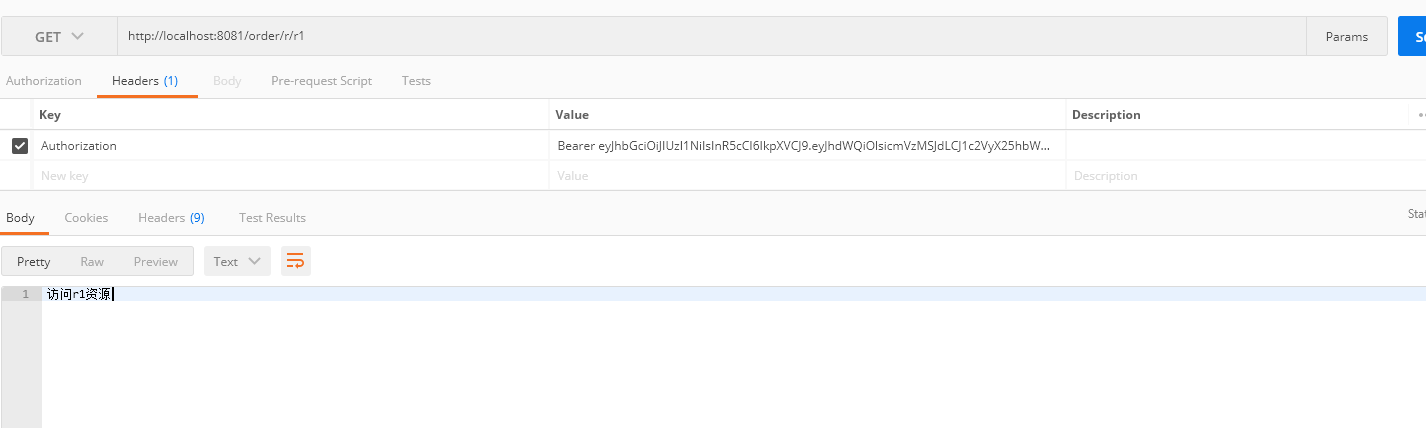 GET http://localhost:8081/order/r/r1 Params
Authorization Headers (1) Body Pre-request Script Tests
Key Value Description
Authorization Bearer eyJhbGciOiJIUzI1NiIsInR5cCI6IkpXVCJ9.eyJhdWQiOlsicmVzMSJdLCJ1c2VyX25hbW...
New key Value Description
Body Cookies Headers (9) Test Results
Pretty Raw Preview Text
1 访问r1资源